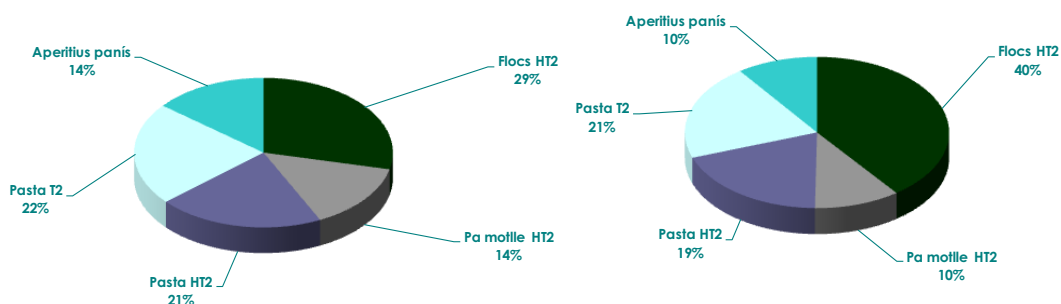 Aperitius panís
14%
Flocs HT2
29%
Pasta T2
22%
Pa motlle HT2
14%
Pasta HT2
21%
Aperitius panís
10%
Flocs HT2
40%
Pasta T2
21%
Pasta HT2
19%
Pa motlle HT2
10%